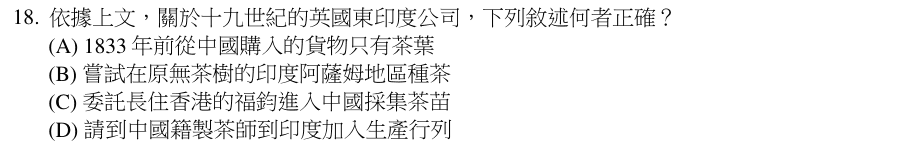 18. 依據上文，關於十九世紀的英國東印度公司，下列敘述何者正確？
(A) 1833 年前從中國購入的貨物只有茶葉
(B) 嘗試在原無茶樹的印度阿薩姆地區種茶
(C) 委託長住香港的福鈞進入中國採集茶苗
(D) 請到中國籍製茶師到印度加入生產行列